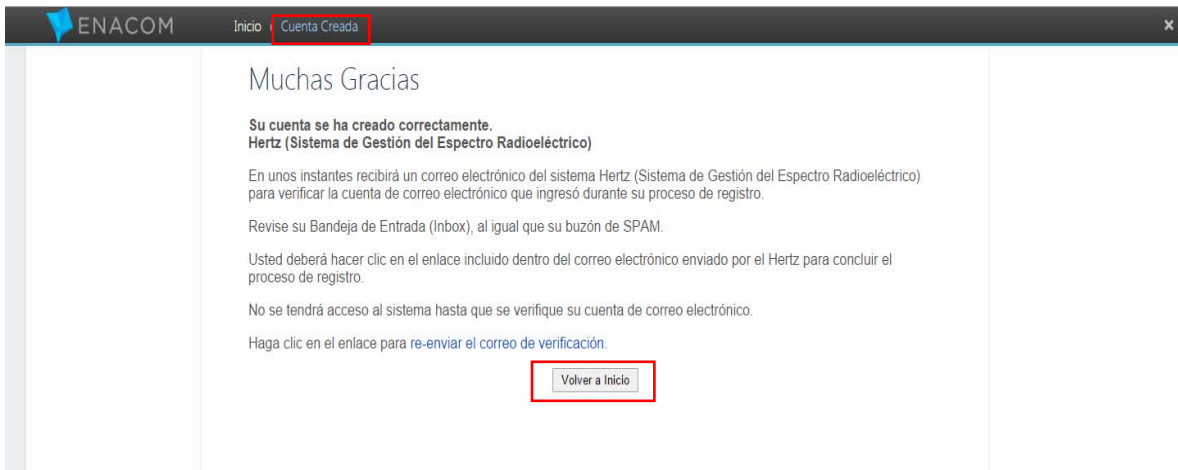 ENACOM
Inicio
Cuenta Creada
Muchas Gracias
Su cuenta se ha creado correctamente.
Hertz (Sistema de Gestión del Espectro Radioeléctrico)
En unos instantes recibirá un correo electrónico del sistema Hertz (Sistema de Gestión del Espectro Radioeléctrico)
para verificar la cuenta de correo electrónico que ingresó durante su proceso de registro.
Revise su Bandeja de Entrada (Inbox), al igual que su buzón de SPAM.
Usted deberá hacer clic en el enlace incluido dentro del correo electrónico enviado por el Hertz para concluir el
proceso de registro.
No se tendrá acceso al sistema hasta que se verifique su cuenta de correo electrónico.
Haga clic en el enlace para re-enviar el correo de verificación.
Volver a Inicio